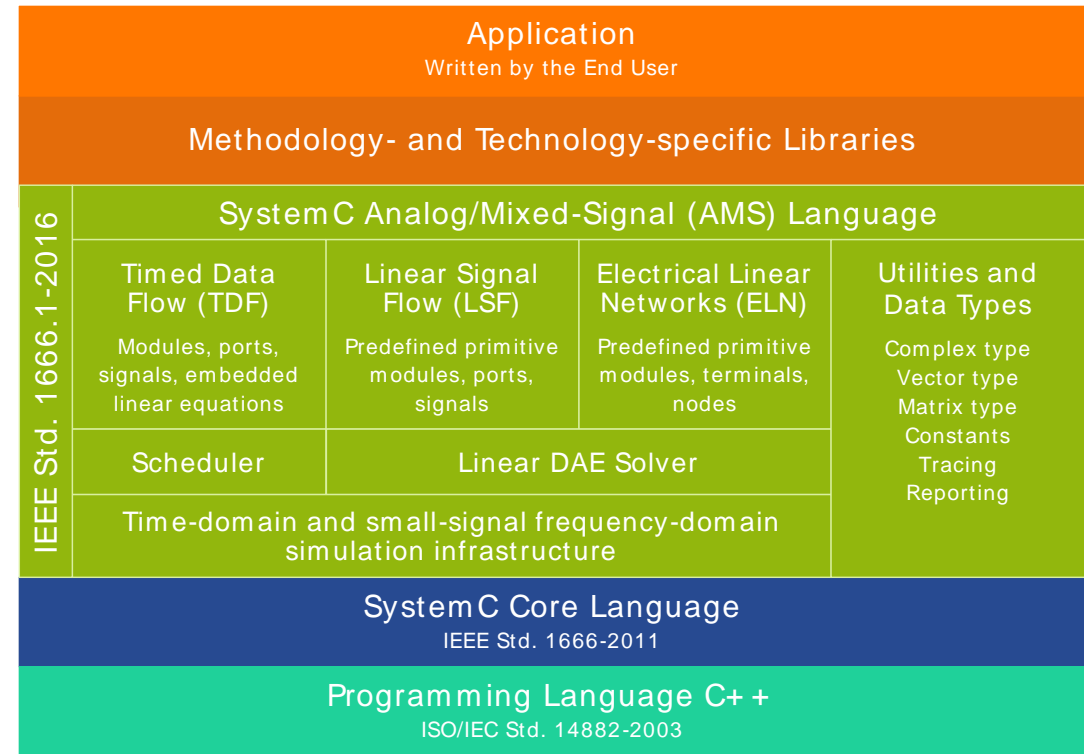 Application
Written by the End User
Methodology- and Technology-specific Libraries
IEEE Std. 1666.1-2016
SystemC Analog/Mixed-Signal (AMS) Language
Timed Data
Flow (TDF)
Modules, ports,
signals, embedded
linear equations
Linear Signal
Flow (LSF)
Predefined primitive
modules, ports,
signals
Electrical Linear
Networks (ELN)
Predefined primitive
modules, terminals,
nodes
Utilities and
Data Types
Complex type
Vector type
Matrix type
Constants
Tracing
Reporting
Scheduler
Linear DAE Solver
Time-domain and small-signal frequency-domain
simulation infrastructure
SystemC Core Language
IEEE Std. 1666-2011
Programming Language C++
ISO/IEC Std. 14882-2003